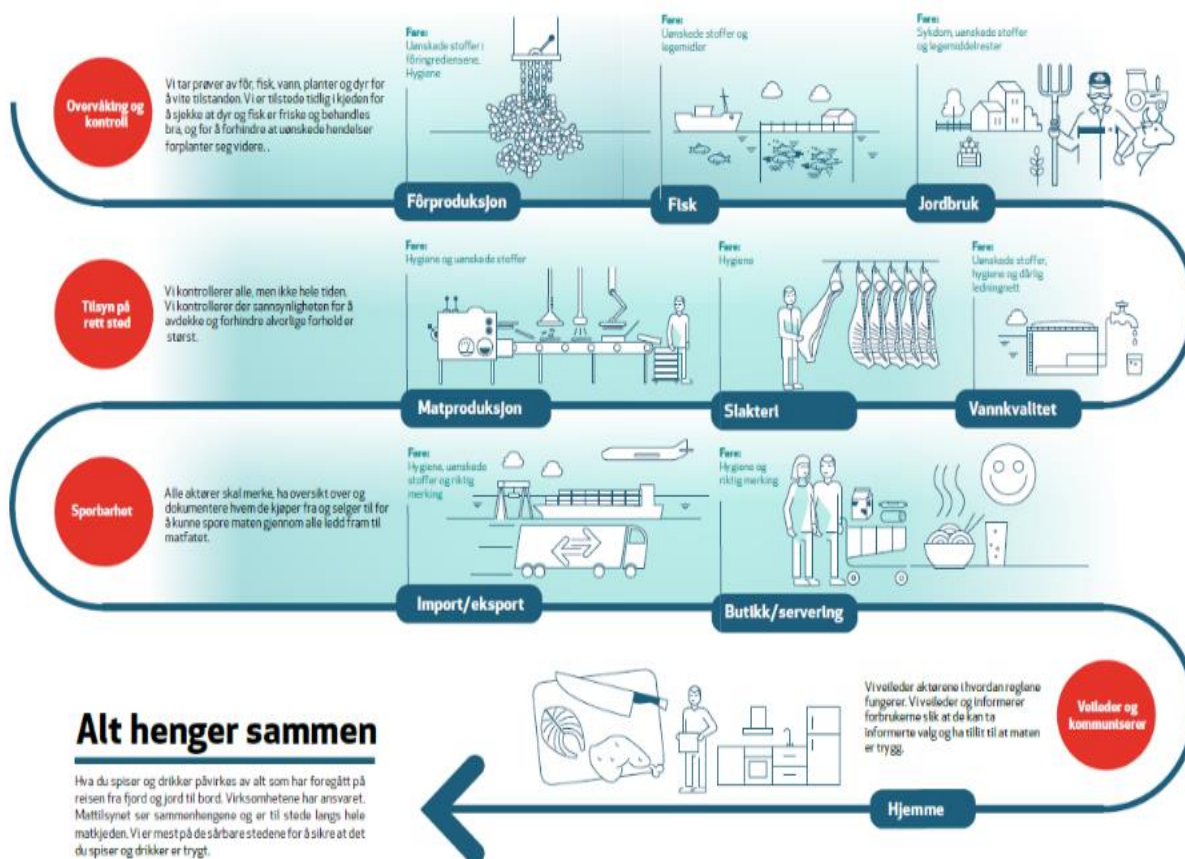 Overvåking og
kontroll
Vi tar prøver av fôr, fisk, vann, planter og dyr for
å vite tilstanden. Vi er tilstede tidlig i kjeden for
å sjekke at dyr og fisk er friske og behandles
bra, og for å forhindre at uønskede hendelser
forplanter seg videre. .
Fare:
Uønskede stoffer i
fôringrediensene,
Hygiene
Fôrproduksjon
Fare:
Uønskede stoffer og
legemidler
Fisk
Fare:
Sykdom, uønskede stoffer
og legemiddelrester
Jordbruk
Tilsyn på
rett sted
Vi kontrollerer alle, men ikke hele tiden.
Vi kontrollerer der sannsynligheten for å
avdekke og forhindre alvorlige forhold er
størst.
Fare:
Hygiene og uønskede stoffer
Matproduksjon
Fare:
Hygiene
Slakteri
Fare:
Uønskede stoffer,
hygiene og dårlig
ledningnett
Vannkvalitet
Sporbarhet
Alle aktører skal merke, ha oversikt over og
dokumentere hvem de kjøper fra og selger til for
å kunne spore maten gjennom alle ledd fram til
matfatet.
Fare:
Hygiene, uønskede
stoffer og riktig
merking
Import/eksport
Fare:
Hygiene og
riktig merking
Butikk/servering
Vi veileder aktørene i hvordan reglene
fungerer. Vi veileder og informerer
forbrukerne slik at de kan ta
informerte valg og ha tillit til at maten
er trygg.
Veileder og
kommuniserer
Hjemme
Alt henger sammen
Hva du spiser og drikker påvirkes av alt som har foregått på
reisen fra fjord og jord til bord. Virksomhetene har ansvaret.
Mattilsynet ser sammenhengene og er til stede langs hele
matkjeden. Vi er mest på de sårbare stedene for å sikre at det
du spiser og drikker er trygt.